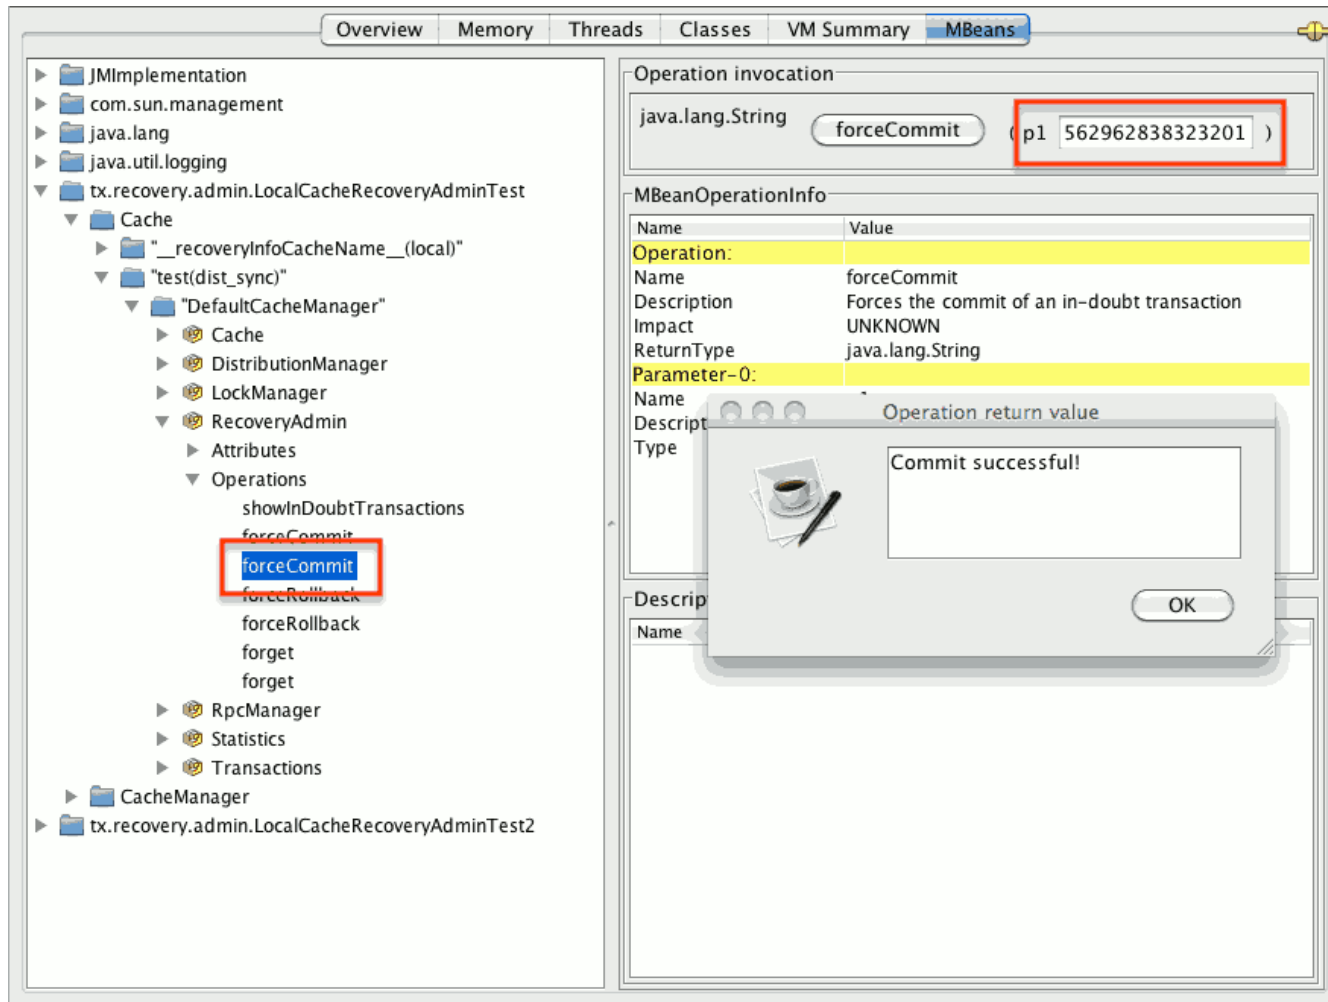 Overview Memory Threads Classes VM Summary MBeans
JMImplementation
com.sun.management
java.lang
java.util.logging
tx.recovery.admin.LocalCacheRecoveryAdminTest
Cache
"__recoveryInfoCacheName__(local)"
"test(dist_sync)"
"DefaultCacheManager"
Cache
DistributionManager
LockManager
RecoveryAdmin
Attributes
Operations
showInDoubtTransactions
forceCommit
forceCommit
forceRollback
forceRollback
forget
forget
RpcManager
Statistics
Transactions
CacheManager
tx.recovery.admin.LocalCacheRecoveryAdminTest2
Operation invocation
java.lang.String forceCommit ( p1 562962838323201 )
MBeanOperationInfo
Name Value
Operation:
Name forceCommit
Description Forces the commit of an in-doubt transaction
Impact UNKNOWN
ReturnType java.lang.String
Parameter-0:
Name
Descript
Type
Operation return value
Commit successful!
OK
Descrip
Name